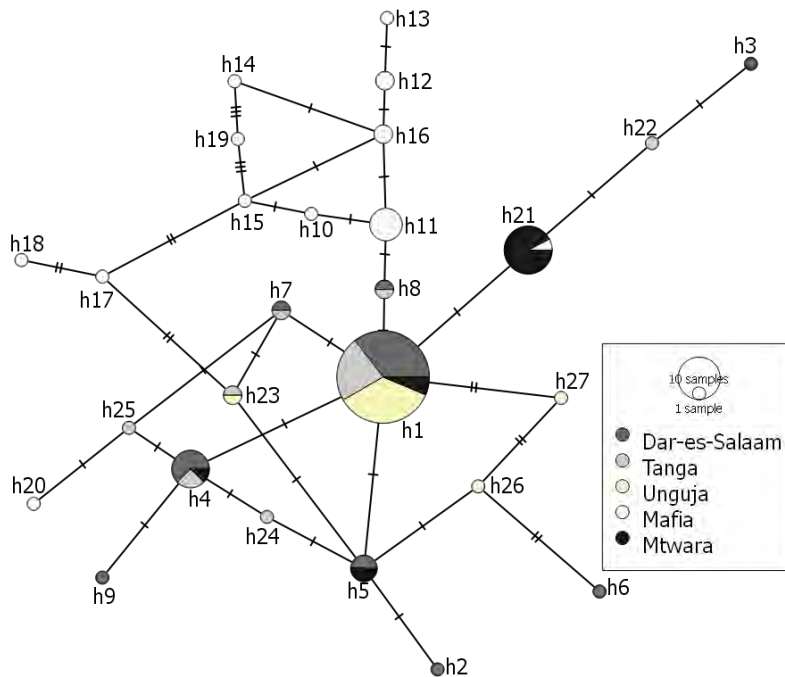 h13
h3
h14
h12
h22
h19
h16
h21
h15
h10
h11
h18
h17
h7
h8
h23
h27
10 samples
1 sample
h1
h25
Dar-es-Salaam
Tanga
h20
h4
h26
Unguja
Mafia
h24
Mtwara
h9
h5
h6
h2